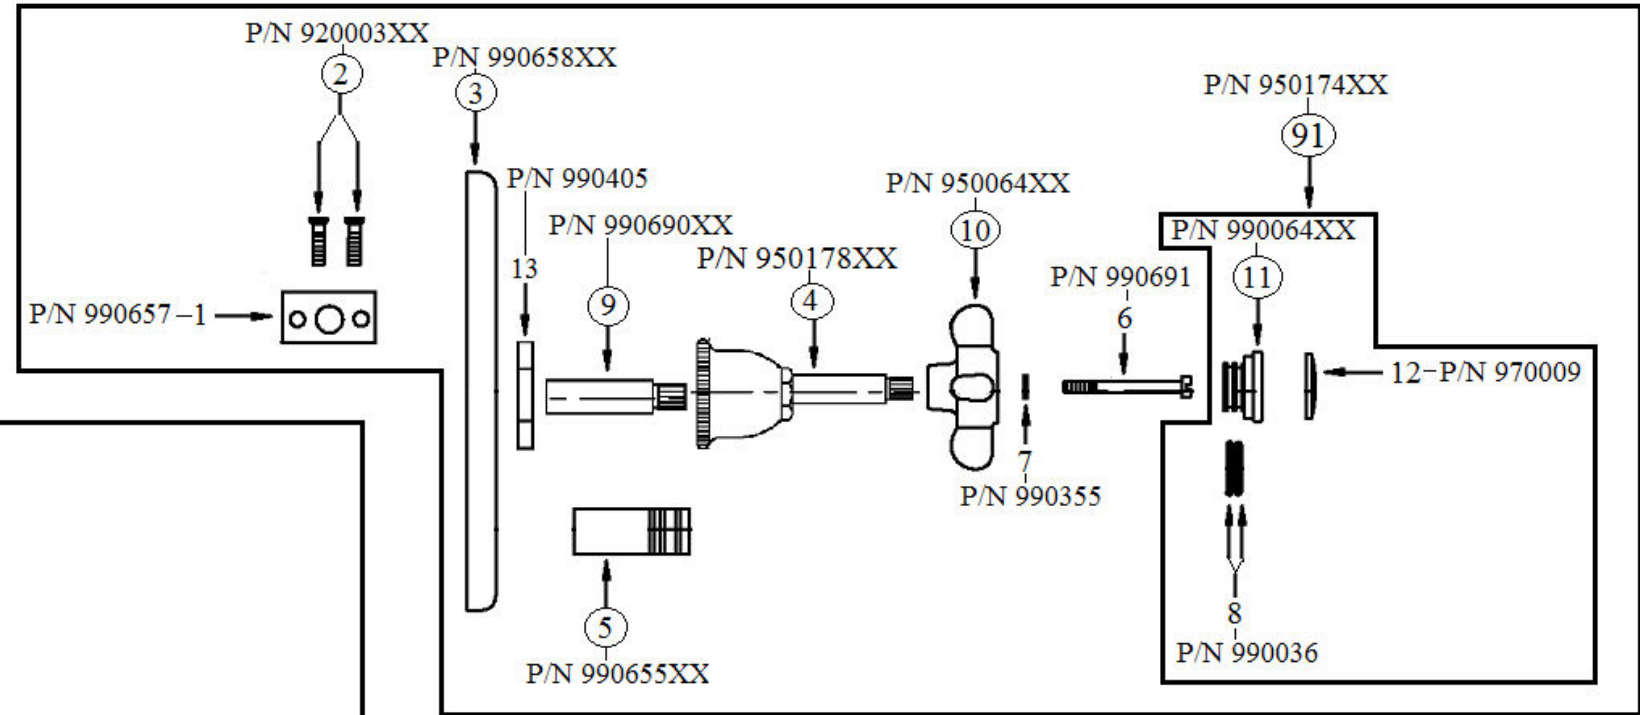 P/N 920003XX
2
P/N 990658XX
3
P/N 950174XX
91
P/N 990405
13
P/N 990690XX
9
P/N 950178XX
4
P/N 950064XX
10
P/N 990064XX
11
P/N 990691
6
P/N 990657-1
12-P/N 970009
7
P/N 990355
5
P/N 990655XX
8
P/N 990036